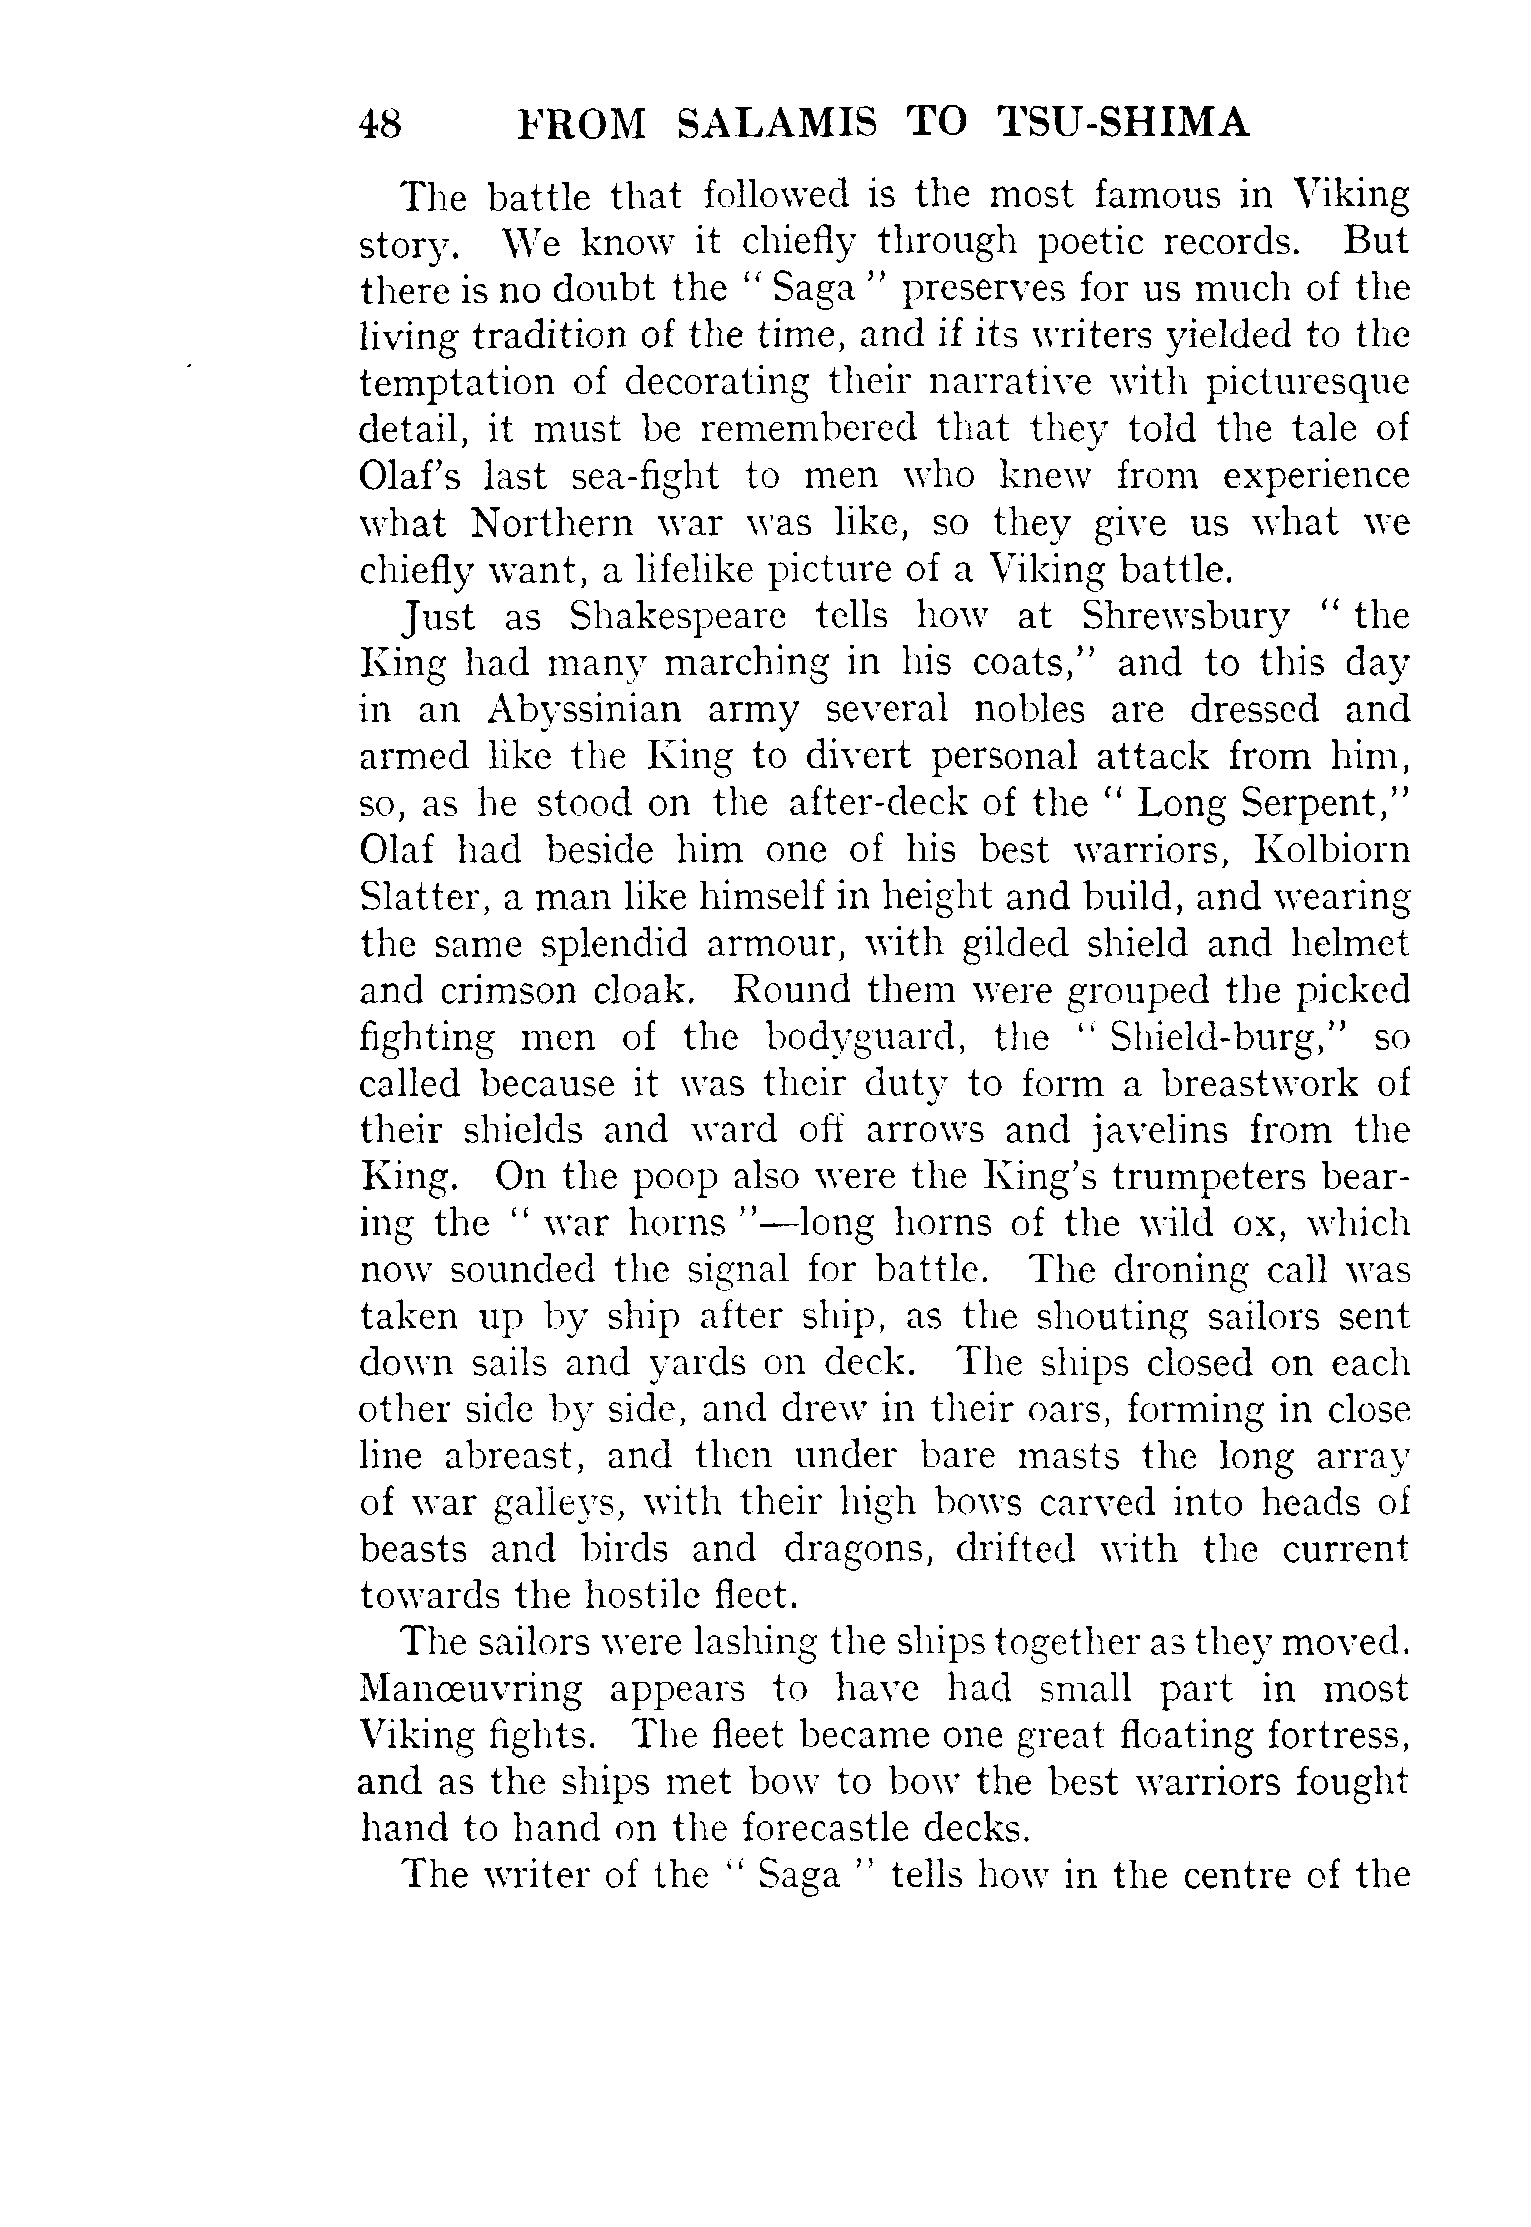 48 FROM SALAMIS TO TSU-SHIMA
The battle that followed is the most famous in Viking
story. We know it chiefly through poetic records. But
there is no doubt the " Saga " preserves for us much of the
living tradition of the time, and if its writers yielded to the
temptation of decorating their narrative with picturesque
detail, it must be remembered that they told the tale of
Olaf's last sea-fight to men who knew from experience
what Northern war was like, so they give us what we
chiefly want, a lifelike picture of a Viking battle.
Just as Shakespeare tells how at Shrewsbury " the
King had many marching in his coats," and to this day
in an Abyssinian army several nobles are dressed and
armed like the King to divert personal attack from him,
so, as he stood on the after-deck of the " Long Serpent,"
Olaf had beside him one of his best warriors, Kolbiorn
Slatter, a man like himself in height and build, and wearing
the same splendid armour, with gilded shield and helmet
and crimson cloak. Round them were grouped the picked
fighting men of the bodyguard, the " Shield-burg," so
called because it was their duty to form a breastwork of
their shields and ward off arrows and javelins from the
King. On the poop also were the King's trumpeters bear-
ing the " war horns "—long horns of the wild ox, which
now sounded the signal for battle. The droning call was
taken up by ship after ship, as the shouting sailors sent
down sails and yards on deck. The ships closed on each
other side by side, and drew in their oars, forming in close
line abreast, and then under bare masts the long array
of war galleys, with their high bows carved into heads of
beasts and birds and dragons, drifted with the current
towards the hostile fleet.
The sailors were lashing the ships together as they moved.
Manœuvring appears to have had small part in most
Viking fights. The fleet became one great floating fortress,
and as the ships met bow to bow the best warriors fought
hand to hand on the forecastle decks.
The writer of the " Saga " tells how in the centre of the